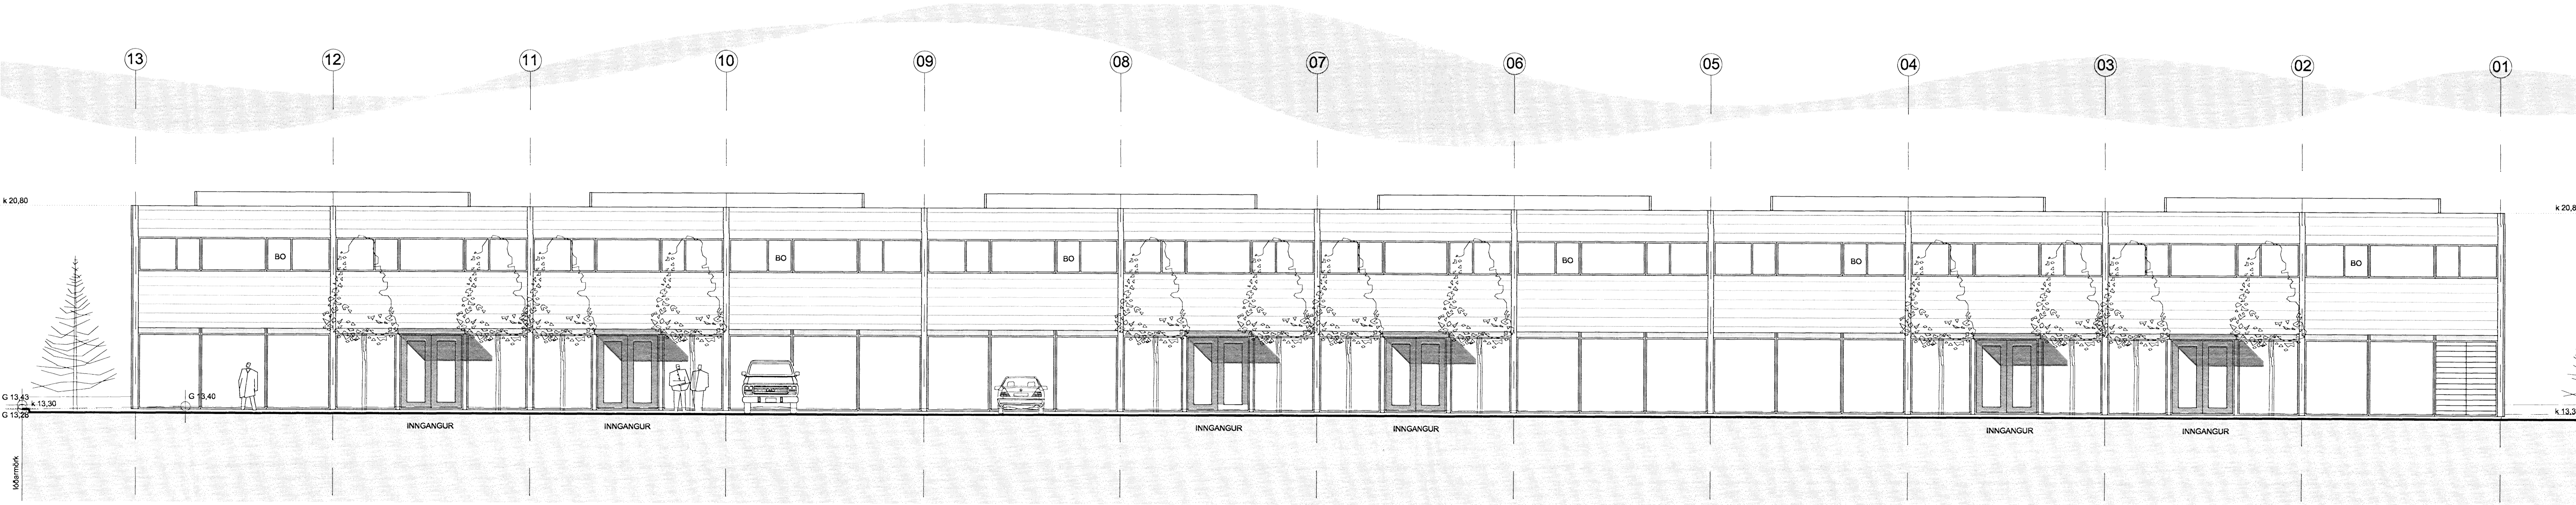 13 12 11 10 09 08 07 06 05 04 03 02 01
k 20,80
k 20,8
BO BO BO BO BO BO
G 13,43
k 13,30
G 13,40
G 13,28
k 13,3
INNGANGUR INNGANGUR INNGANGUR INNGANGUR INNGANGUR INNGANGUR
lóðarmörk